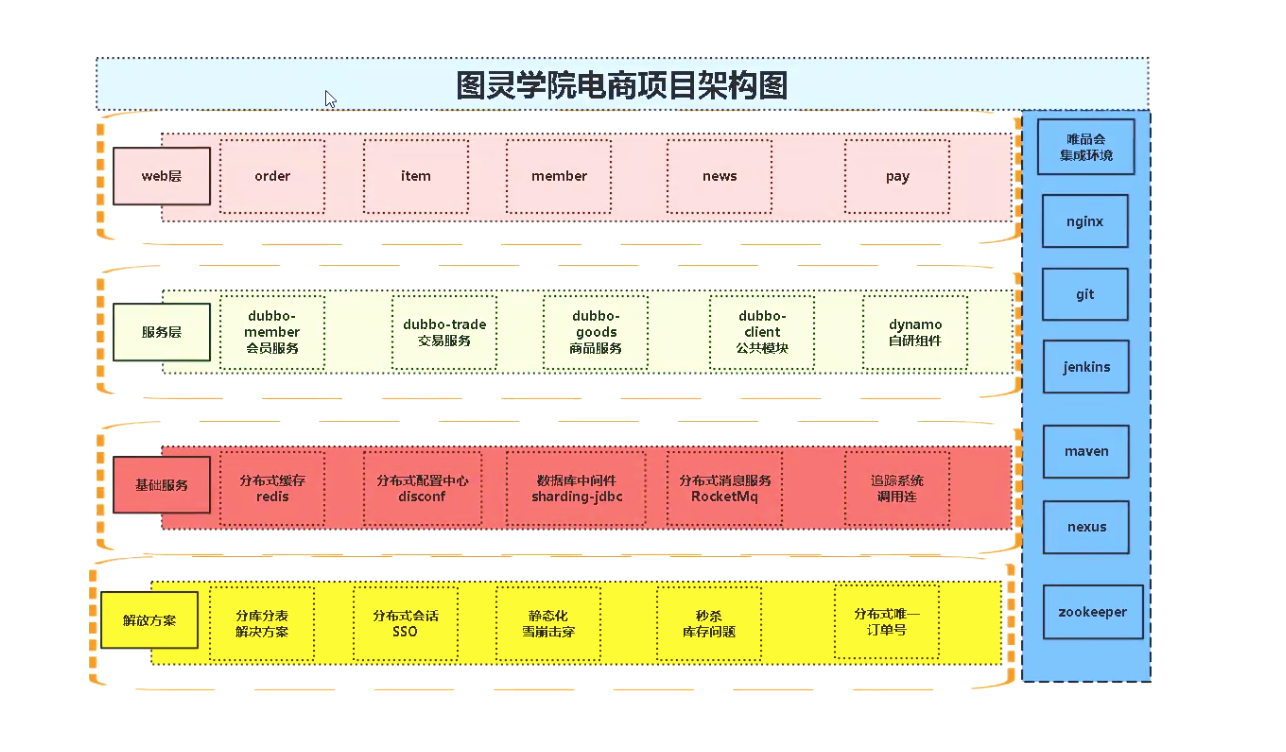 图灵学院电商项目架构图
web层
order
item
member
news
pay
服务层
dubbo-
member
会员服务
dubbo-trade
交易服务
dubbo-
goods
商品服务
dubbo-
client
公共模块
dynamo
自研组件
基础服务
分布式缓存
redis
分布式配置中心
disconf
数据库中间件
sharding-jdbc
分布式消息服务
RocketMq
追踪系统
调用连
解放方案
分库分表
解决方案
分布式会话
SSO
静态化
雪崩击穿
秒杀
库存问题
分布式唯一
订单号
唯品会
集成环境
nginx
git
jenkins
maven
nexus
zookeeper